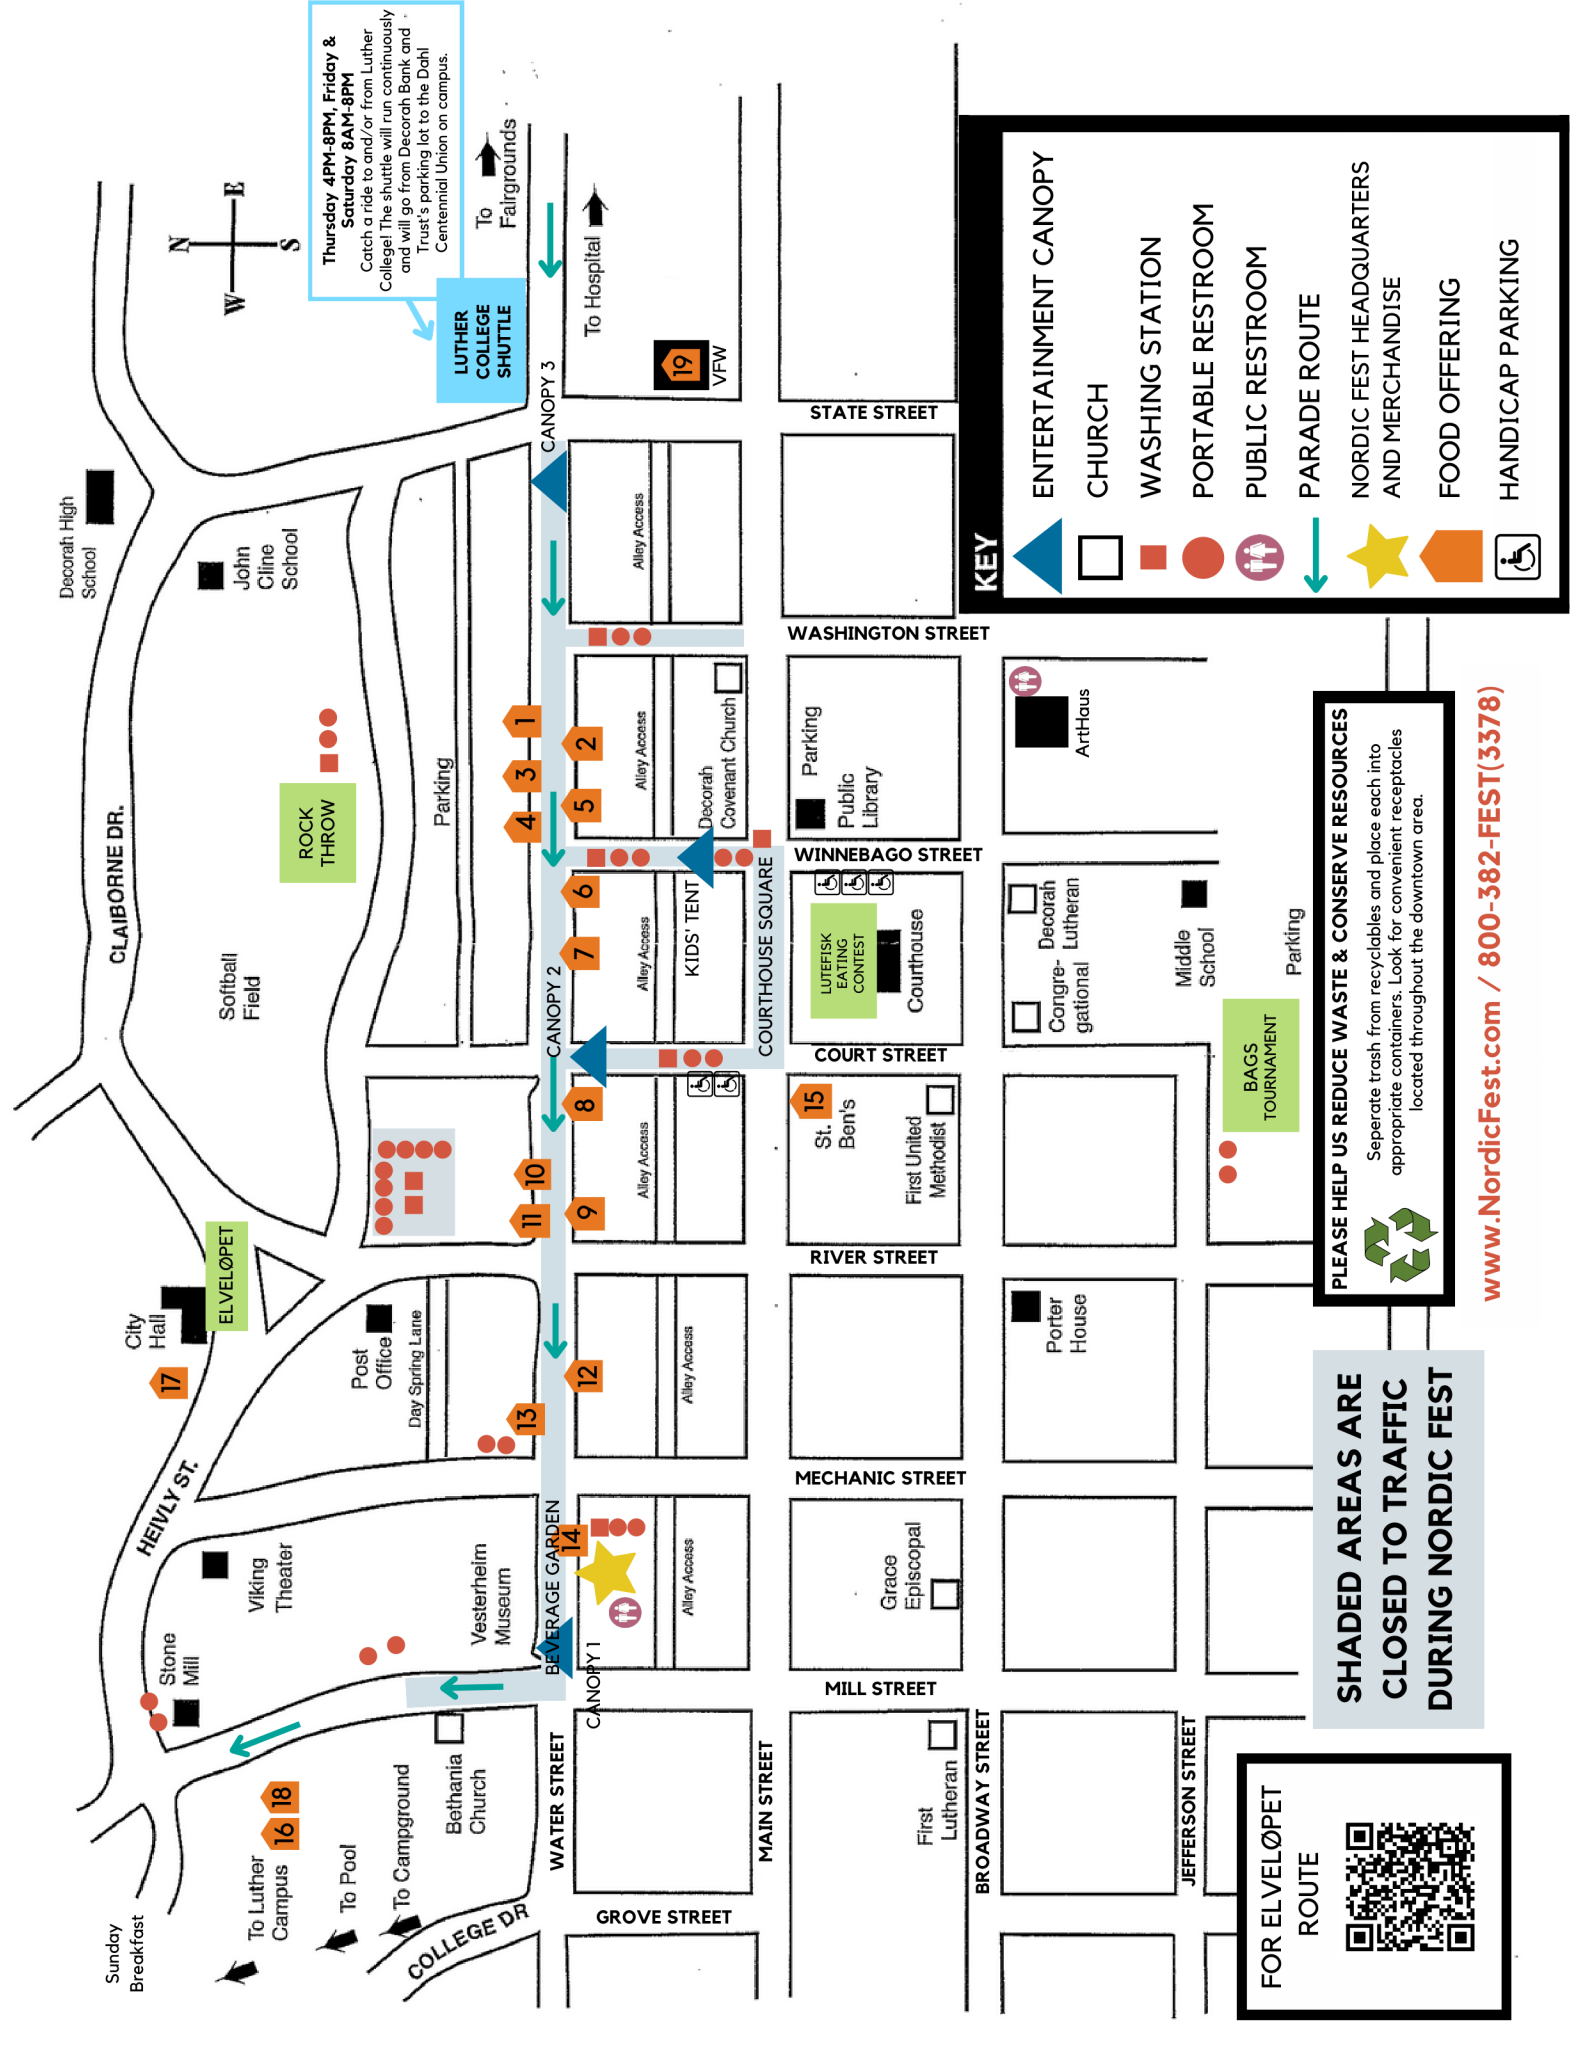 Thursday 4PM-8PM, Friday &
Saturday 8AM-8PM
Catch a ride to and/or from Luther
College! The shuttle will run continuously
and will go from Decorah Bank and
Trust's parking lot to the Dahl
Centennial Union on campus.
LUTHER
COLLEGE
SHUTTLE
N
W
E
S
To
Fairgrounds
To Hospital
Decorah High
School
John
Cline
School
CLAIBORNE DR.
ROCK
THROW
Softball
Field
Parking
City
Hall
ELVELØPET
17
HEIVLY ST.
Post
Office
Day Spring Lane
Viking
Theater
Stone
Mill
Vesterheim
Museum
Sunday
Breakfast
To Luther
Campus
16
18
To Pool
To Campground
Bethania
Church
COLLEGE DR
WATER STREET
BEVERAGE GARDEN
CANOPY 1
CANOPY 2
CANOPY 3
1
2
3
4
5
6
7
8
9
10
11
12
13
14
19
VFW
Alley Access
Alley Access
Alley Access
Alley Access
Alley Access
Alley Access
KIDS' TENT
Decorah
Covenant Church
COURTHOUSE SQUARE
MAIN STREET
GROVE STREET
MILL STREET
MECHANIC STREET
RIVER STREET
COURT STREET
WINNEBAGO STREET
WASHINGTON STREET
STATE STREET
Parking
Public
Library
LUTEFISK
EATING
CONTEST
Courthouse
15
St.
Ben's
First United
Methodist
Grace
Episcopal
First
Lutheran
BROADWAY STREET
ArtHaus
Decorah
Lutheran
Congre-
gational
Porter
House
Middle
School
Parking
BAGS
TOURNAMENT
JEFFERSON STREET
KEY
ENTERTAINMENT CANOPY
CHURCH
WASHING STATION
PORTABLE RESTROOM
PUBLIC RESTROOM
PARADE ROUTE
NORDIC FEST HEADQUARTERS
AND MERCHANDISE
FOOD OFFERING
HANDICAP PARKING
PLEASE HELP US REDUCE WASTE & CONSERVE RESOURCES
Seperate trash from recyclables and place each into
appropriate containers. Look for convenient receptacles
located throughout the downtown area.
www.NordicFest.com / 800-382-FEST(3378)
SHADED AREAS ARE
CLOSED TO TRAFFIC
DURING NORDIC FEST
FOR ELVELØPET
ROUTE